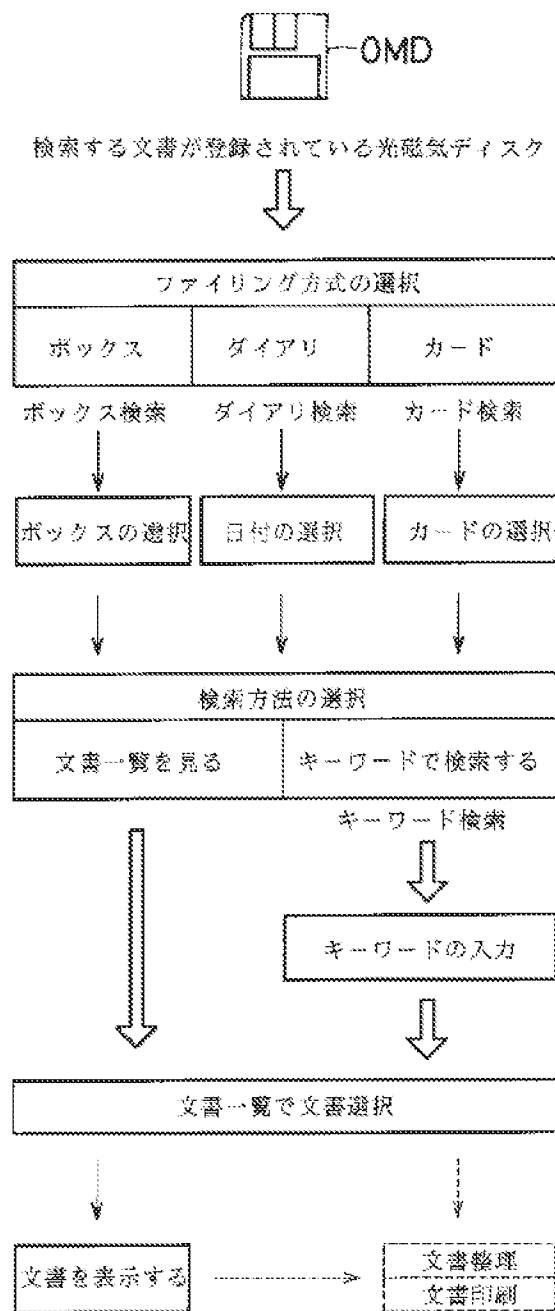 OMD
検索する文書が登録されている光磁気ディスク
ファイリング方式の選択
ボックス ダイアリ カード
ボックス検索 ダイアリ検索 カード検索
ボックスの選択 日付の選択 カードの選択
検索方法の選択
文書一覧を見る キーワードで検索する
キーワード検索
キーワードの入力
文書一覧で文書選択
文書を表示する 文書整理
文書印刷